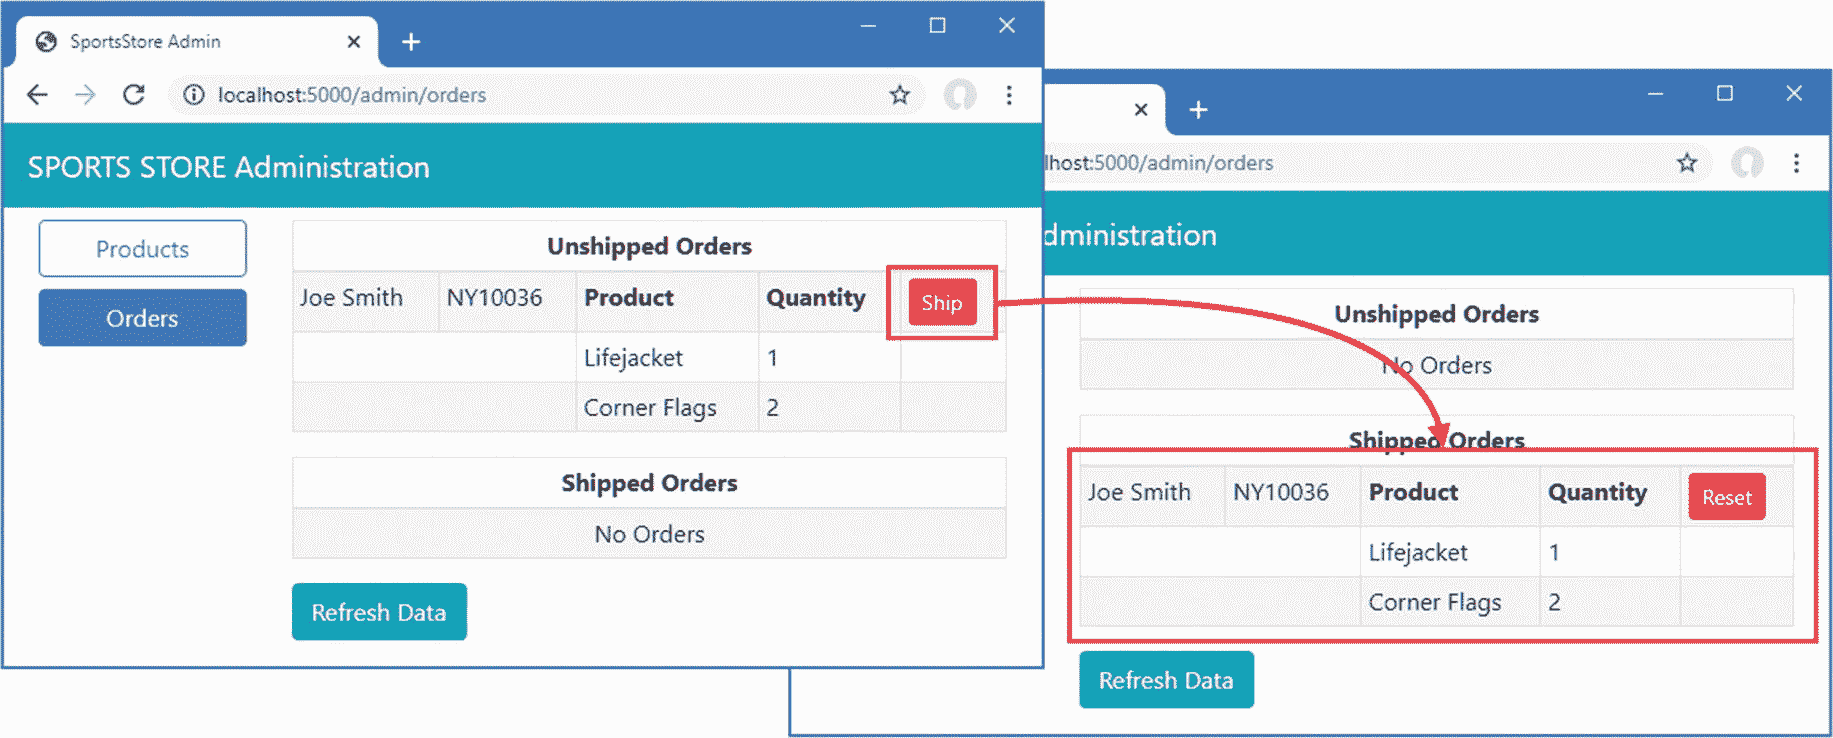 SportsStore Admin
localhost:5000/admin/orders
SPORTS STORE Administration
Products
Orders
Unshipped Orders
Joe Smith NY10036 Product Quantity Ship
Lifejacket 1
Corner Flags 2
Shipped Orders
No Orders
Refresh Data
lhost:5000/admin/orders
dministration
Unshipped Orders
No Orders
Shipped Orders
Joe Smith NY10036 Product Quantity Reset
Lifejacket 1
Corner Flags 2
Refresh Data